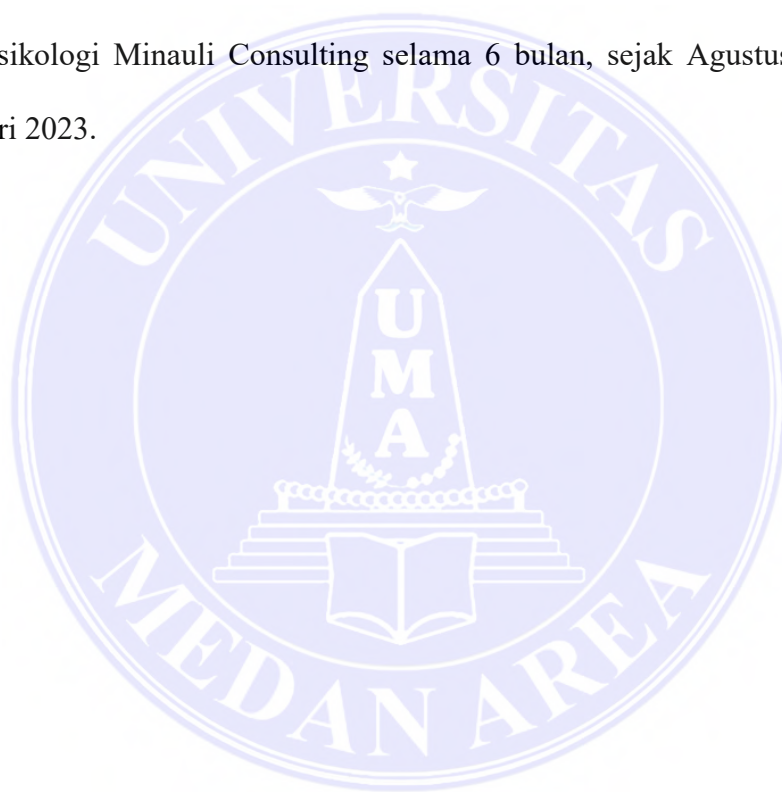 sikologi Minauli Consulting selama 6 bulan, sejak Agustus
ri 2023.
UNIVERSITAS
U
M
A
MEDAN AREA